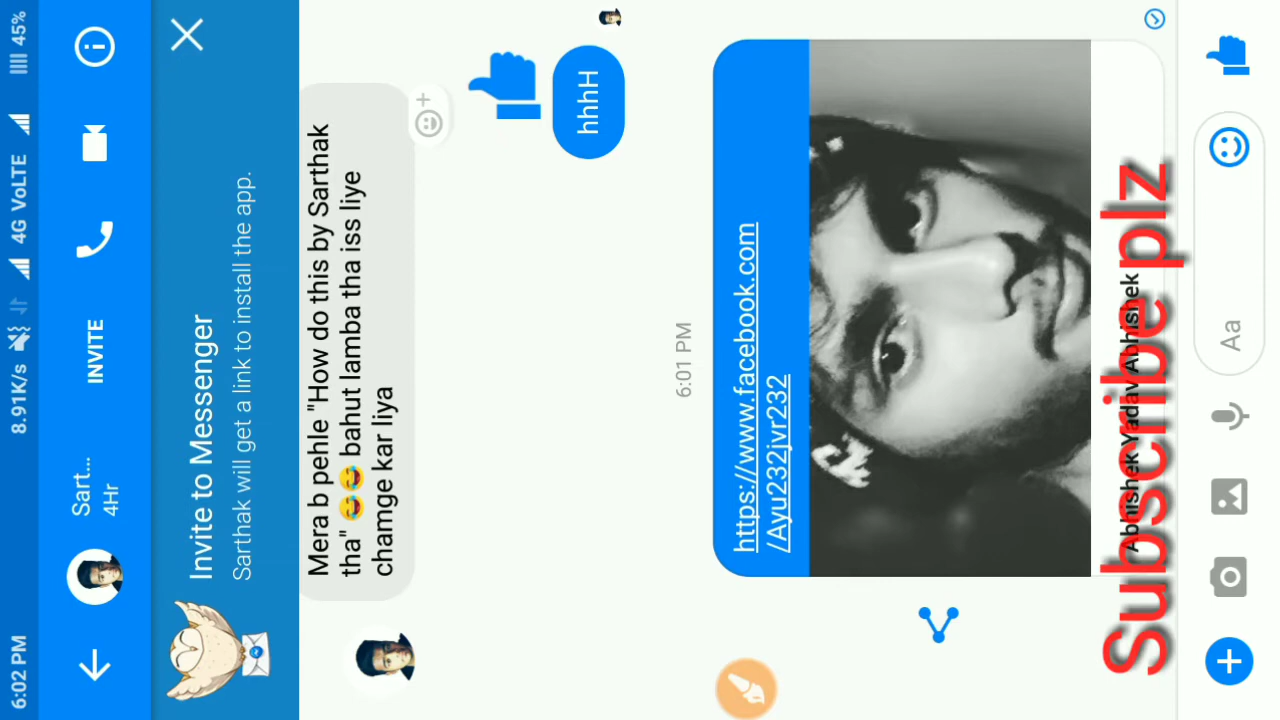 6:02 PM
8.91K/s
4G VoLTE
45%
Sart...
4Hr
INVITE
Invite to Messenger
Sarthak will get a link to install the app.
Mera b pehle "How do this by Sarthak
tha" 😂😂 bahut lamba tha iss liye
chamge kar liya
hhhH
6:01 PM
https://www.facebook.com
/Ayu232jvr232
Abhishek Yadav Abhishek
Subscribe plz
Aa